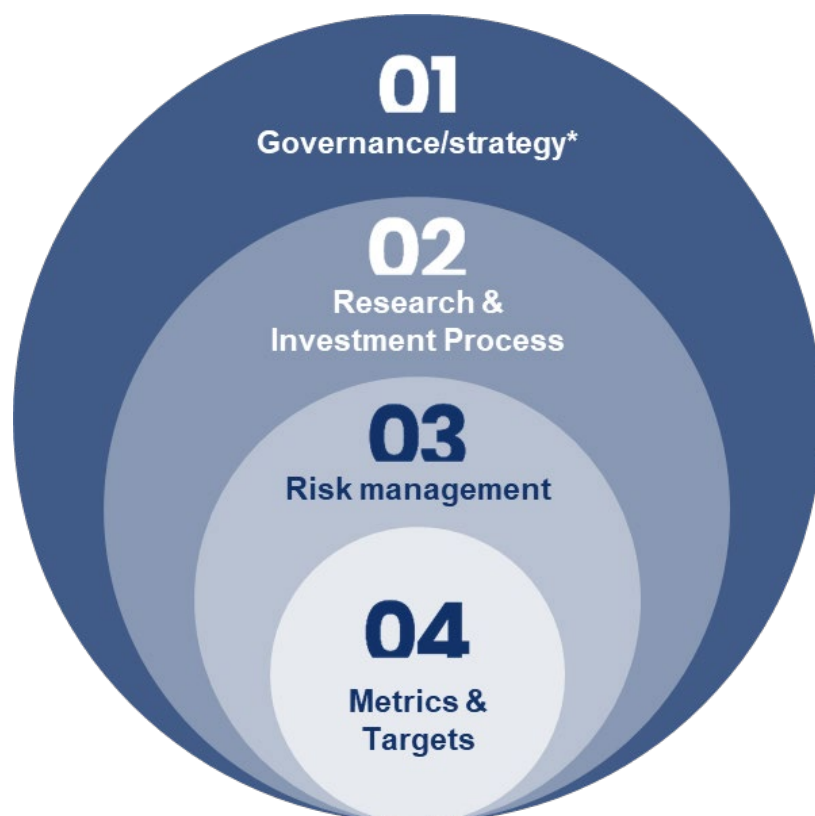 01
Governance/strategy*
02
Research &
Investment Process
03
Risk management
04
Metrics &
Targets